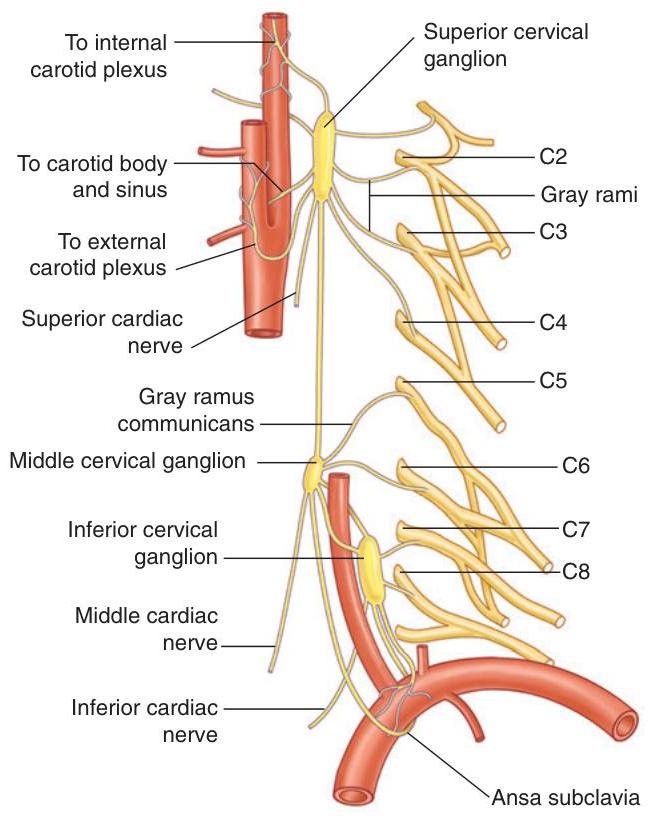 To internal
carotid plexus
Superior cervical
ganglion
To carotid body
and sinus
C2
Gray rami
C3
To external
carotid plexus
Superior cardiac
nerve
C4
C5
Gray ramus
communicans
Middle cervical ganglion
C6
Inferior cervical
ganglion
C7
C8
Middle cardiac
nerve
Inferior cardiac
nerve
Ansa subclavia